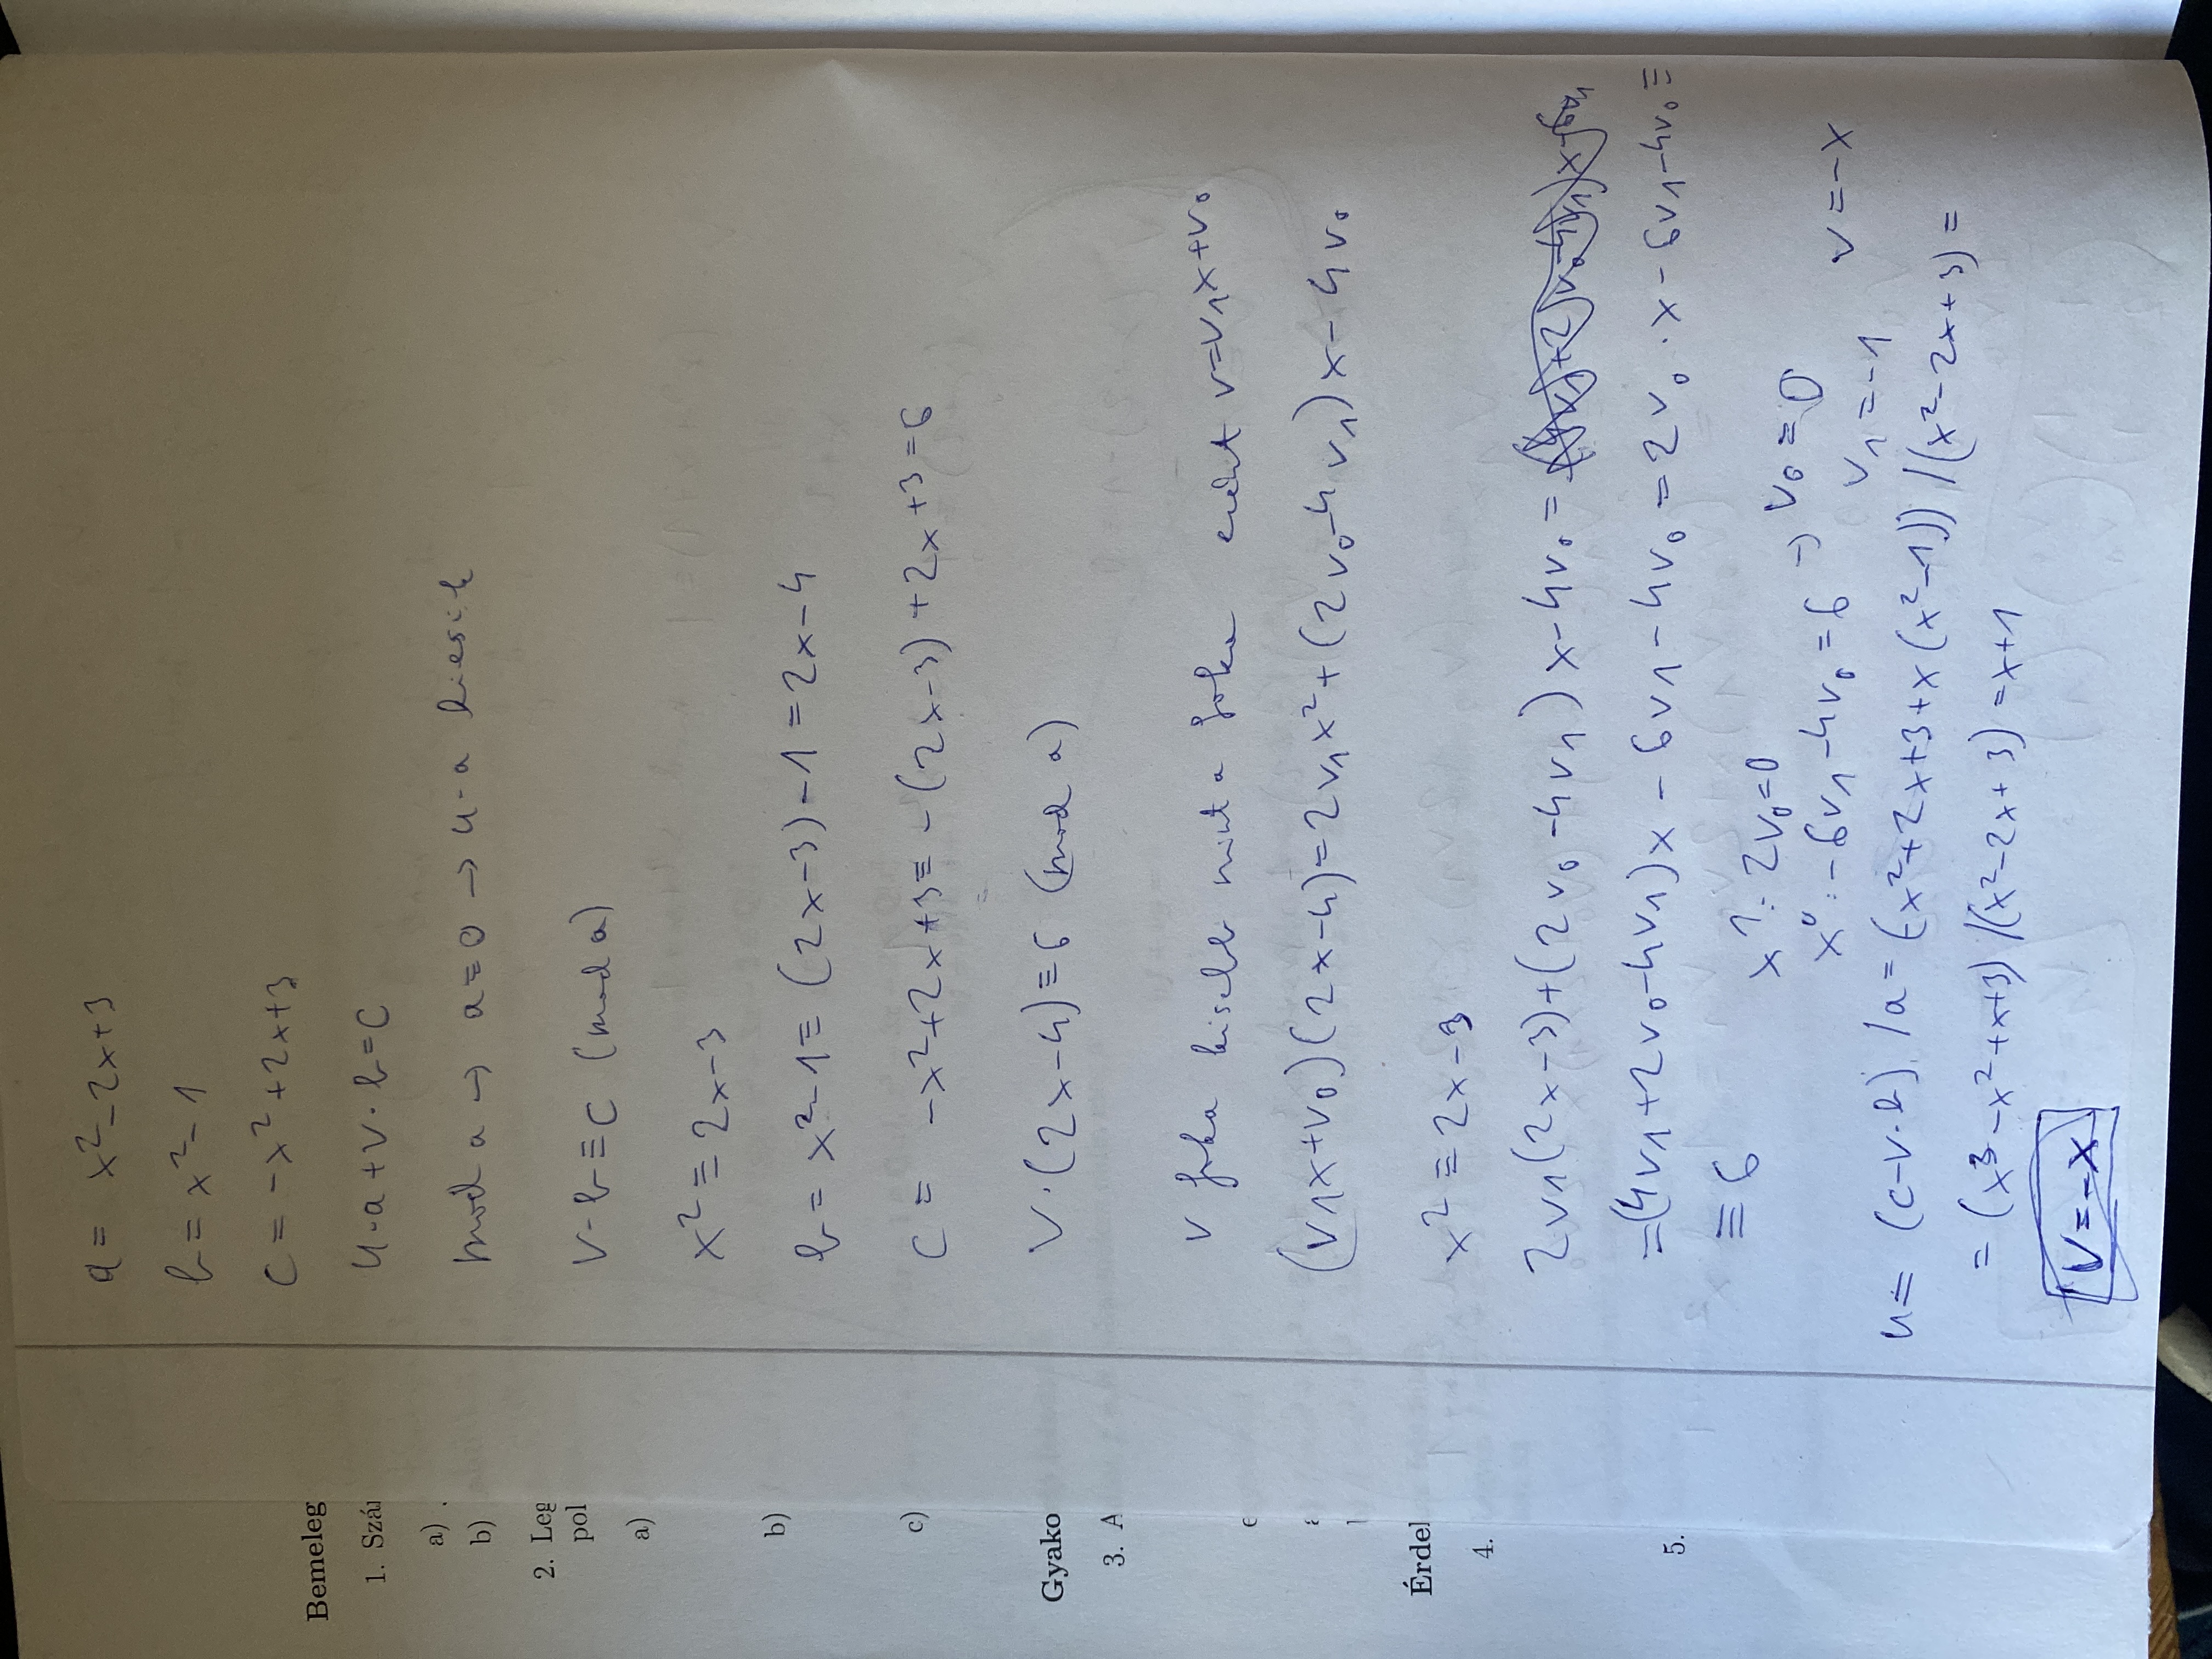 a = x² - 2x + 3
b = x² - 1
c = -x² + 2x + 3
u·a + v·b = c
mod a → a ≡ 0 → u·a kiesik
v·b ≡ c (mod a)
x² ≡ 2x - 3
b = x² - 1 ≡ (2x - 3) - 1 = 2x - 4
c = -x² + 2x + 3 ≡ -(2x - 3) + 2x + 3 = 6
V·(2x - 4) ≡ 6 (mod a)
v foka kisebb mint a foka ezért v = v₁x + v₀
(v₁x + v₀)(2x - 4) = 2v₁x² + (2v₀ - 4v₁)x - 4v₀
x² ≡ 2x - 3
2v₁(2x - 3) + (2v₀ - 4v₁)x - 4v₀ =
= (4v₁ + 2v₀ - 4v₁)x - 6v₁ - 4v₀ = 2v₀·x - 6v₁ - 4v₀ ≡
≡ 6
x¹: 2v₀ = 0
x⁰: -6v₁ - 4v₀ = 6 → v₀ = 0
v₁ = -1
v = -x
u = (c - v·b) / a = (-x² + 2x + 3 + x(x² - 1)) / (x² - 2x + 3) =
= (x³ - x² + x + 3) / (x² - 2x + 3) = x + 1
V = -x
Bemeleg
1. Szá
a)
b)
2. Leg
pol
a)
b)
c)
Gyako
3. A
Érdel
4.
5.